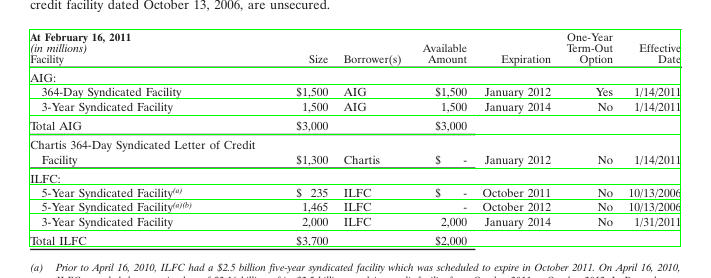 credit facility dated October 13, 2006, are unsecured.
At February 16, 2011 One-Year
(in millions) Available Term-Out Effective
Facility Size Borrower(s) Amount Expiration Option Date
AIG:
364-Day Syndicated Facility $1,500 AIG $1,500 January 2012 Yes 1/14/2011
3-Year Syndicated Facility 1,500 AIG 1,500 January 2014 No 1/14/2011
Total AIG $3,000 $3,000
Chartis 364-Day Syndicated Letter of Credit
Facility $1,300 Chartis $ - January 2012 No 1/14/2011
ILFC:
5-Year Syndicated Facility(a) $ 235 ILFC $ - October 2011 No 10/13/2006
5-Year Syndicated Facility(a)(b) 1,465 ILFC - October 2012 No 10/13/2006
3-Year Syndicated Facility 2,000 ILFC 2,000 January 2014 No 1/31/2011
Total ILFC $3,700 $2,000
(a) Prior to April 16, 2010, ILFC had a $2.5 billion five-year syndicated facility which was scheduled to expire in October 2011. On April 16,